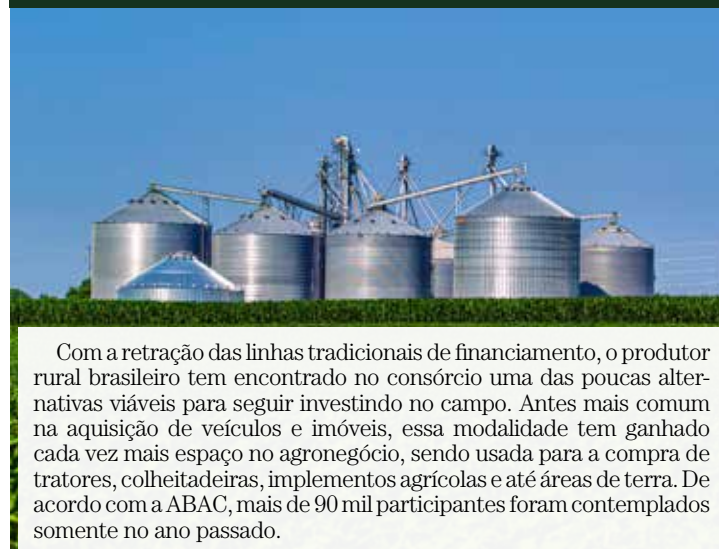 Com a retração das linhas tradicionais de financiamento, o produtor
rural brasileiro tem encontrado no consórcio uma das poucas alter-
nativas viáveis para seguir investindo no campo. Antes mais comum
na aquisição de veículos e imóveis, essa modalidade tem ganhado
cada vez mais espaço no agronegócio, sendo usada para a compra de
tratores, colheitadeiras, implementos agrícolas e até áreas de terra. De
acordo com a ABAC, mais de 90 mil participantes foram contemplados
somente no ano passado.